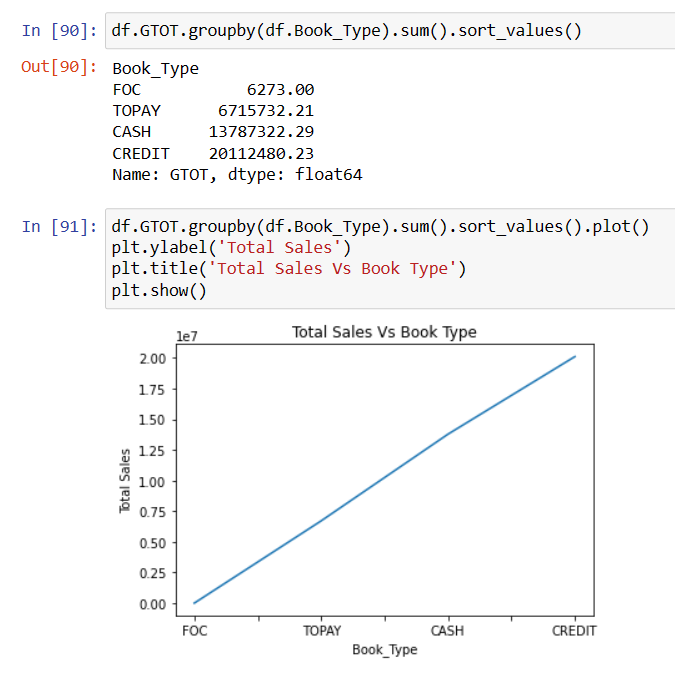 In [90]: df.GTOT.groupby(df.Book_Type).sum().sort_values()
Out[90]: Book_Type
FOC 6273.00
TOPAY 6715732.21
CASH 13787322.29
CREDIT 20112480.23
Name: GTOT, dtype: float64
In [91]: df.GTOT.groupby(df.Book_Type).sum().sort_values().plot()
plt.ylabel('Total Sales')
plt.title('Total Sales Vs Book Type')
plt.show()
Total Sales Vs Book Type
1e7
2.00
1.75
1.50
1.25
1.00
0.75
0.50
0.25
0.00
Total Sales
FOC TOPAY CASH CREDIT
Book_Type